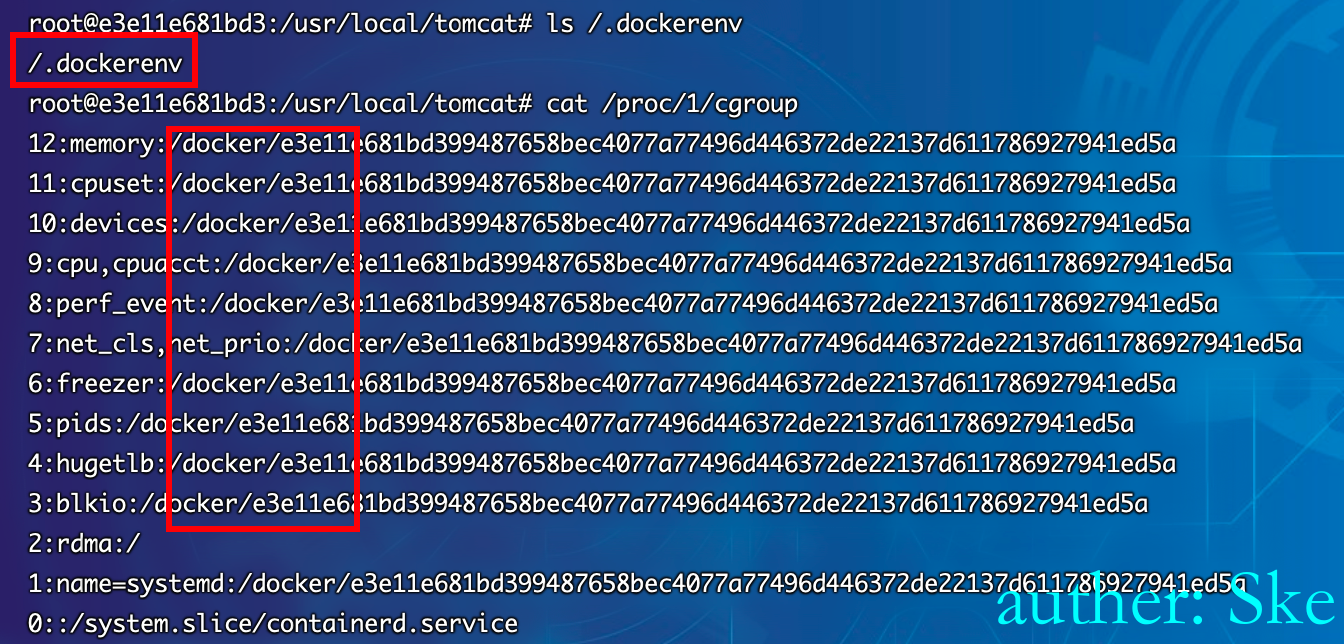 root@e3e11e681bd3:/usr/local/tomcat# ls /.dockerenv
/.dockerenv
root@e3e11e681bd3:/usr/local/tomcat# cat /proc/1/cgroup
12:memory:/docker/e3e11e681bd399487658bec4077a77496d446372de22137d611786927941ed5a
11:cpuset:/docker/e3e11e681bd399487658bec4077a77496d446372de22137d611786927941ed5a
10:devices:/docker/e3e11e681bd399487658bec4077a77496d446372de22137d611786927941ed5a
9:cpu,cpuacct:/docker/e3e11e681bd399487658bec4077a77496d446372de22137d611786927941ed5a
8:perf_event:/docker/e3e11e681bd399487658bec4077a77496d446372de22137d611786927941ed5a
7:net_cls,net_prio:/docker/e3e11e681bd399487658bec4077a77496d446372de22137d611786927941ed5a
6:freezer:/docker/e3e11e681bd399487658bec4077a77496d446372de22137d611786927941ed5a
5:pids:/docker/e3e11e681bd399487658bec4077a77496d446372de22137d611786927941ed5a
4:hugetlb:/docker/e3e11e681bd399487658bec4077a77496d446372de22137d611786927941ed5a
3:blkio:/docker/e3e11e681bd399487658bec4077a77496d446372de22137d611786927941ed5a
2:rdma:/
1:name=systemd:/docker/e3e11e681bd399487658bec4077a77496d446372de22137d611786927941ed5a
auther: Ske
0::/system.slice/containerd.service